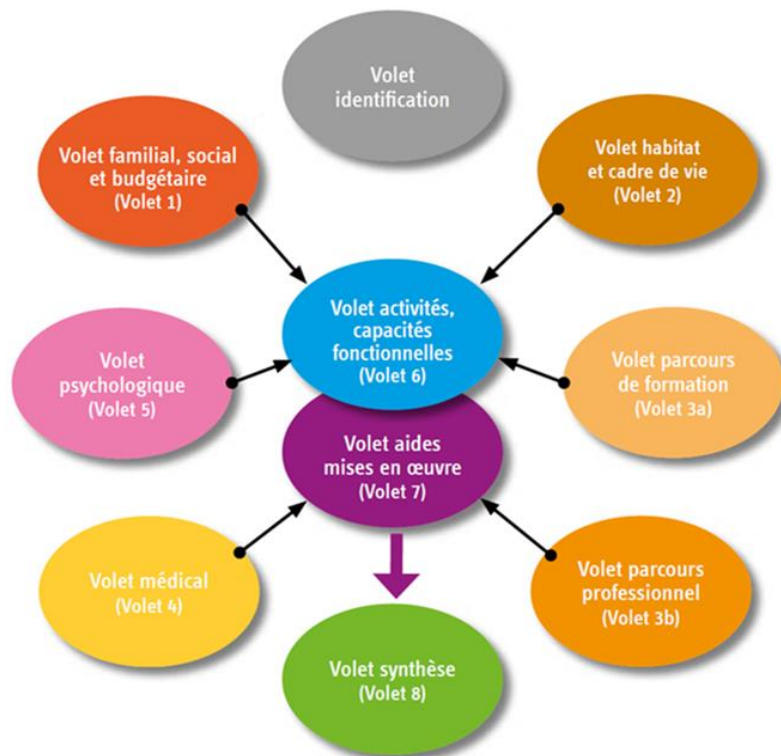 Volet
identification
Volet familial, social
et budgétaire
(Volet 1)
Volet habitat
et cadre de vie
(Volet 2)
Volet activités,
capacités
fonctionnelles
(Volet 6)
Volet
psychologique
(Volet 5)
Volet parcours
de formation
(Volet 3a)
Volet aides
mises en œuvre
(Volet 7)
Volet médical
(Volet 4)
Volet parcours
professionnel
(Volet 3b)
Volet synthèse
(Volet 8)